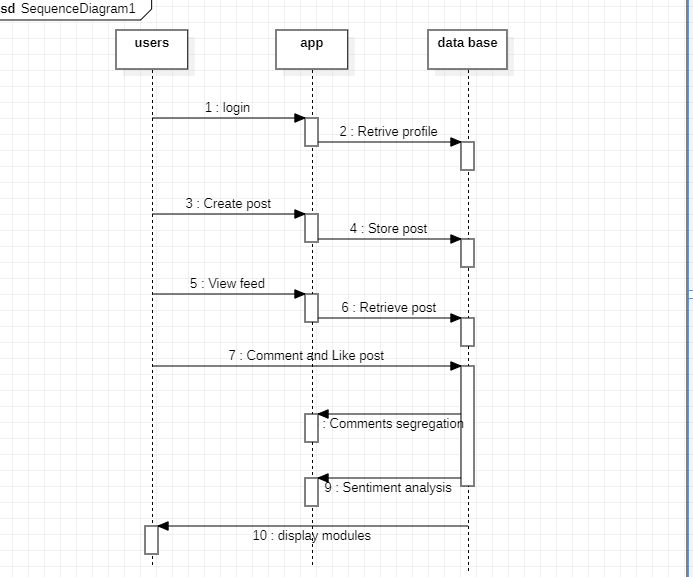 sd SequenceDiagram1
users
app
data base
1 : login
2 : Retrive profile
3 : Create post
4 : Store post
5 : View feed
6 : Retrieve post
7 : Comment and Like post
: Comments segregation
9 : Sentiment analysis
10 : display modules